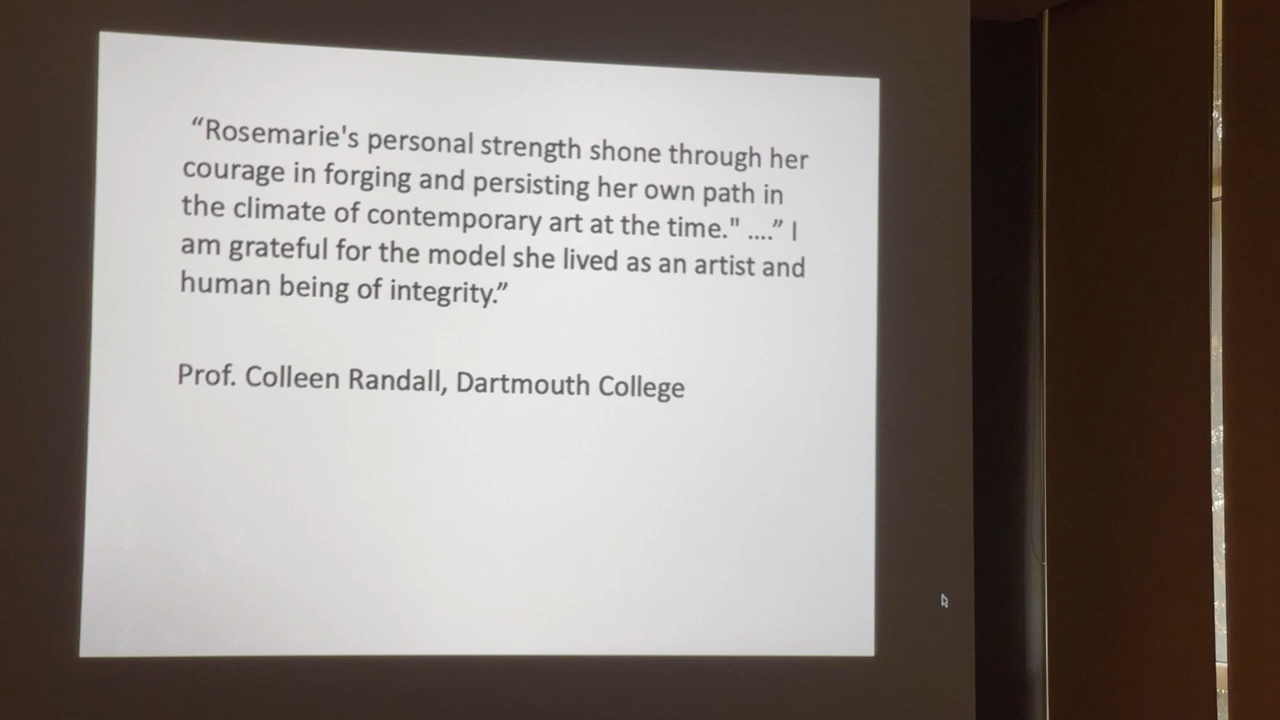 “Rosemarie's personal strength shone through her
courage in forging and persisting her own path in
the climate of contemporary art at the time." ....” I
am grateful for the model she lived as an artist and
human being of integrity.”
Prof. Colleen Randall, Dartmouth College